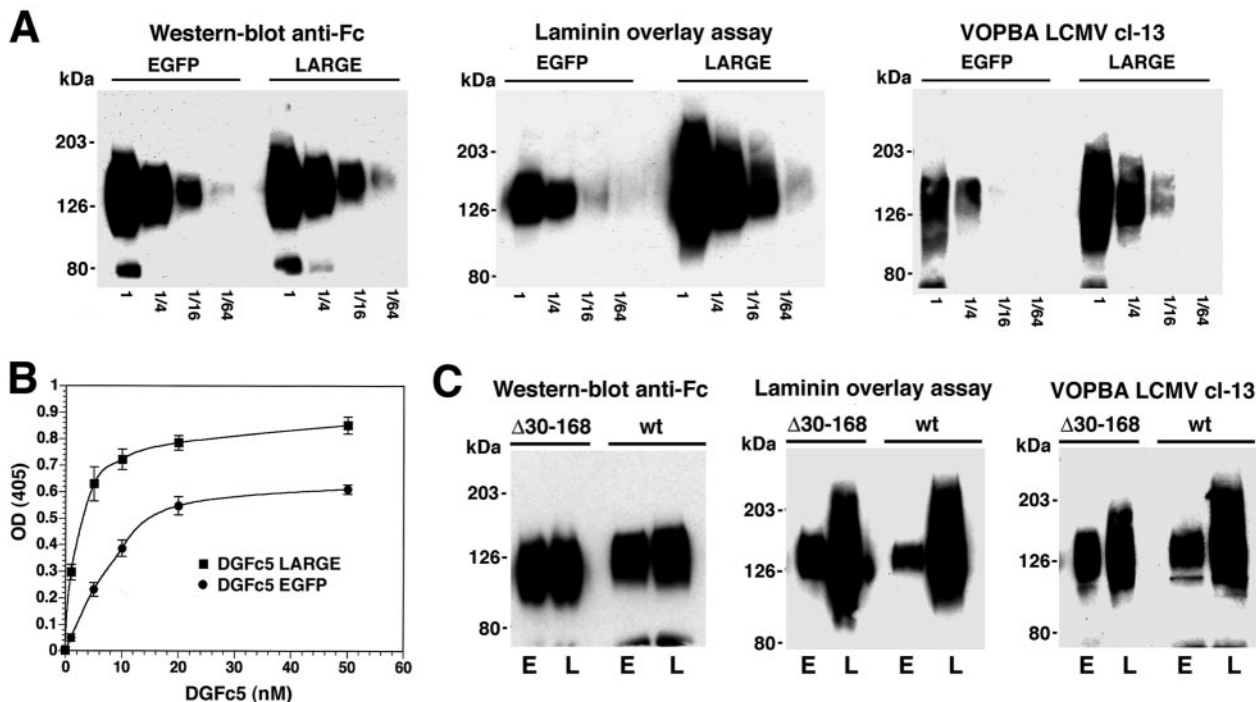 A
Western-blot anti-Fc
EGFP LARGE
kDa
203-
126-
80-
1 1/4 1/16 1/64 1 1/4 1/16 1/64
Laminin overlay assay
EGFP LARGE
kDa
203-
126-
80-
1 1/4 1/16 1/64 1 1/4 1/16 1/64
VOPBA LCMV cl-13
EGFP LARGE
kDa
203-
126-
80-
1 1/4 1/16 1/64 1 1/4 1/16 1/64
B
OD (405)
1
0.9
0.8
0.7
0.6
0.5
0.4
0.3
0.2
0.1
0
DGFc5 LARGE
DGFc5 EGFP
0 10 20 30 40 50 60
DGFc5 (nM)
C
Western-blot anti-Fc
Δ30-168 wt
kDa
203-
126-
80-
E L E L
Laminin overlay assay
Δ30-168 wt
kDa
203-
126-
80-
E L E L
VOPBA LCMV cl-13
Δ30-168 wt
kDa
203-
126-
80-
E L E L